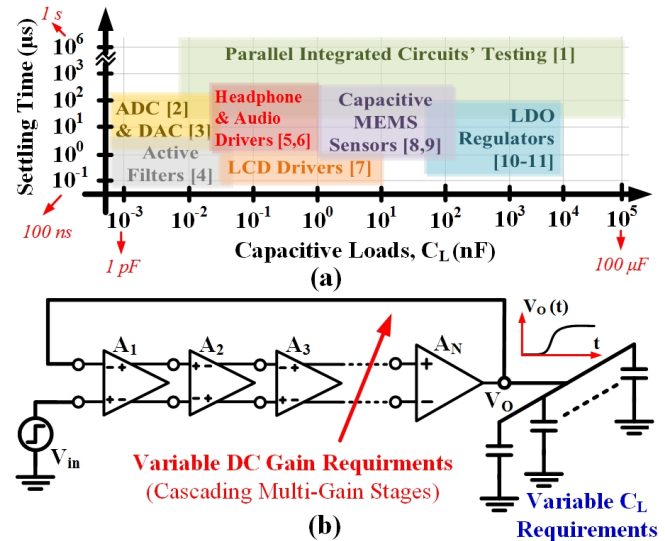 1 s
Settling Time (µs)
10^6
10^3
10^2
10^1
10^0
10^-1
100 ns
Parallel Integrated Circuits' Testing [1]
ADC [2]
& DAC [3]
Headphone
& Audio
Drivers [5,6]
Capacitive
MEMS
Sensors [8,9]
LDO
Regulators
[10-11]
Active
Filters [4]
LCD Drivers [7]
10^-3
10^-2
10^-1
10^0
10^1
10^2
10^3
10^4
10^5
1 pF
Capacitive Loads, C_L (nF)
100 µF
(a)
A_1
A_2
A_3
A_N
V_O (t)
t
- +
- +
- +
+
+ -
+ -
+ -
-
V_O
V_in
Variable DC Gain Requirments
(Cascading Multi-Gain Stages)
Variable C_L
Requirements
(b)